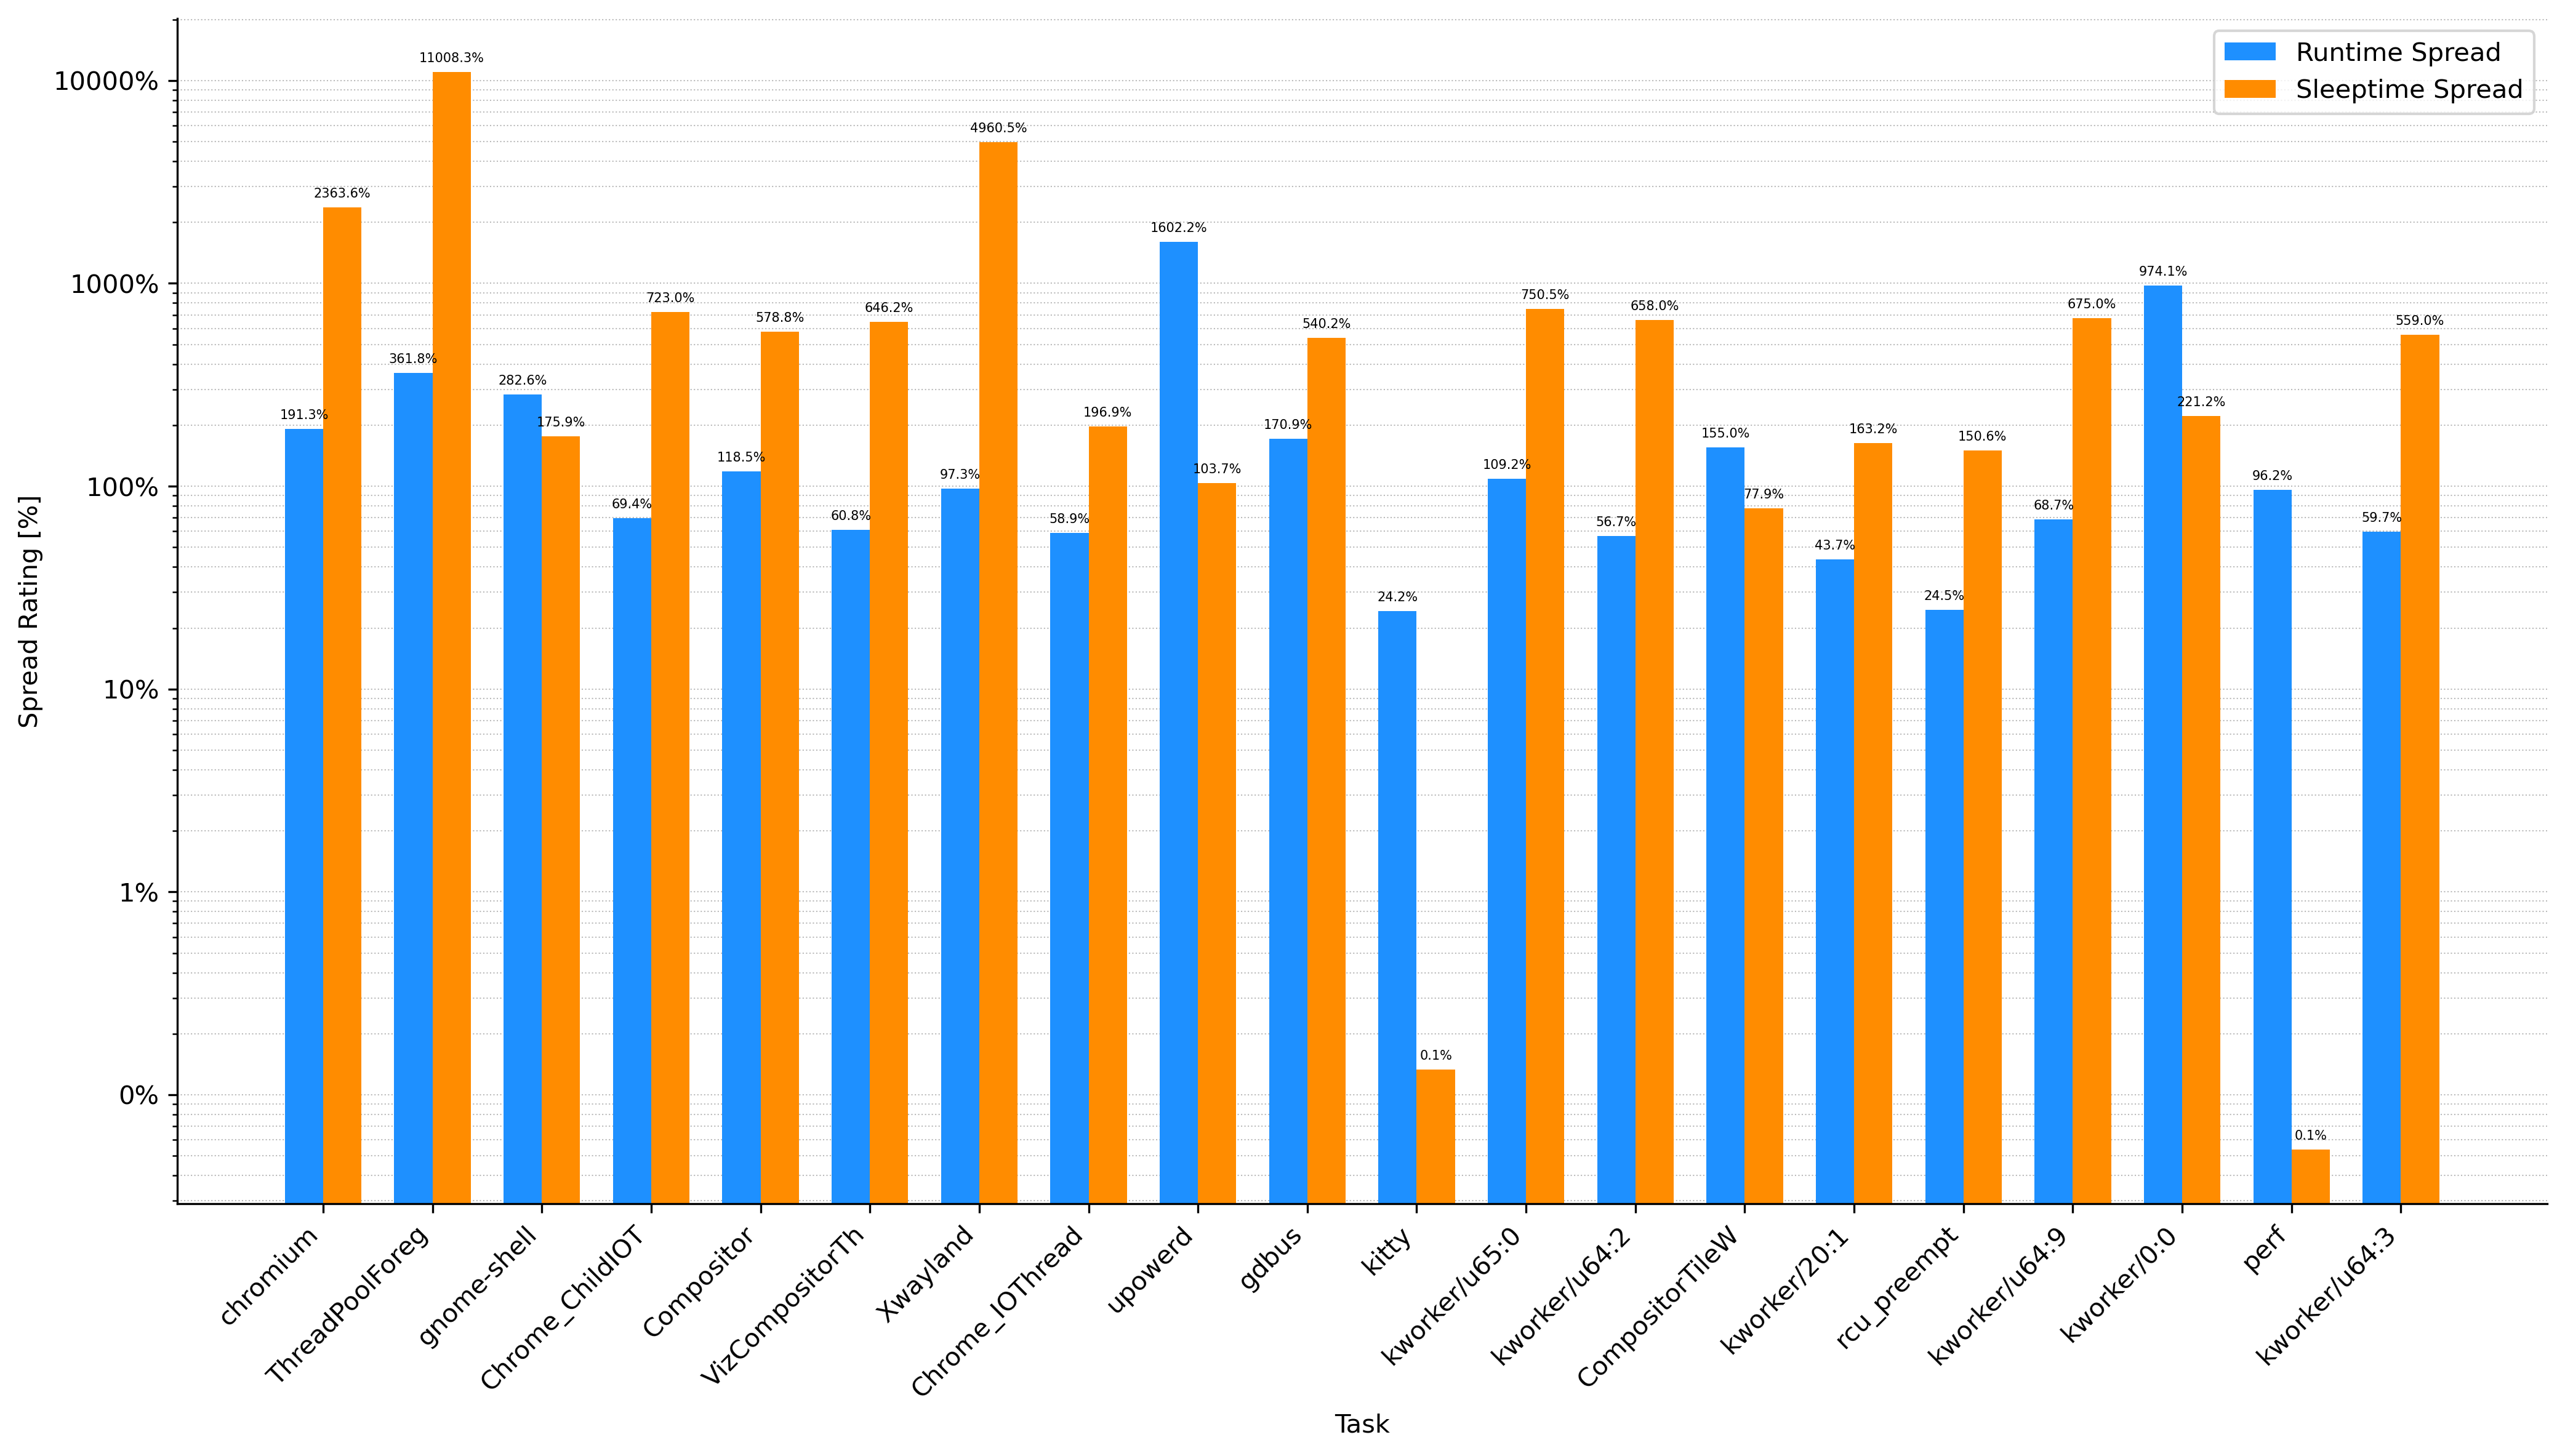 Runtime Spread
Sleeptime Spread
Spread Rating [%]
10000%
1000%
100%
10%
1%
0%
191.3%
2363.6%
361.8%
11008.3%
282.6%
175.9%
69.4%
723.0%
118.5%
578.8%
60.8%
646.2%
97.3%
4960.5%
58.9%
196.9%
1602.2%
103.7%
170.9%
540.2%
24.2%
0.1%
109.2%
750.5%
56.7%
658.0%
155.0%
77.9%
43.7%
163.2%
24.5%
150.6%
68.7%
675.0%
974.1%
221.2%
96.2%
0.1%
59.7%
559.0%
chromium
ThreadPoolForeg
gnome-shell
Chrome_ChildIOT
Compositor
VizCompositorTh
Xwayland
Chrome_IOThread
upowerd
gdbus
kitty
kworker/u65:0
kworker/u64:2
CompositorTileW
kworker/20:1
rcu_preempt
kworker/u64:9
kworker/0:0
perf
kworker/u64:3
Task